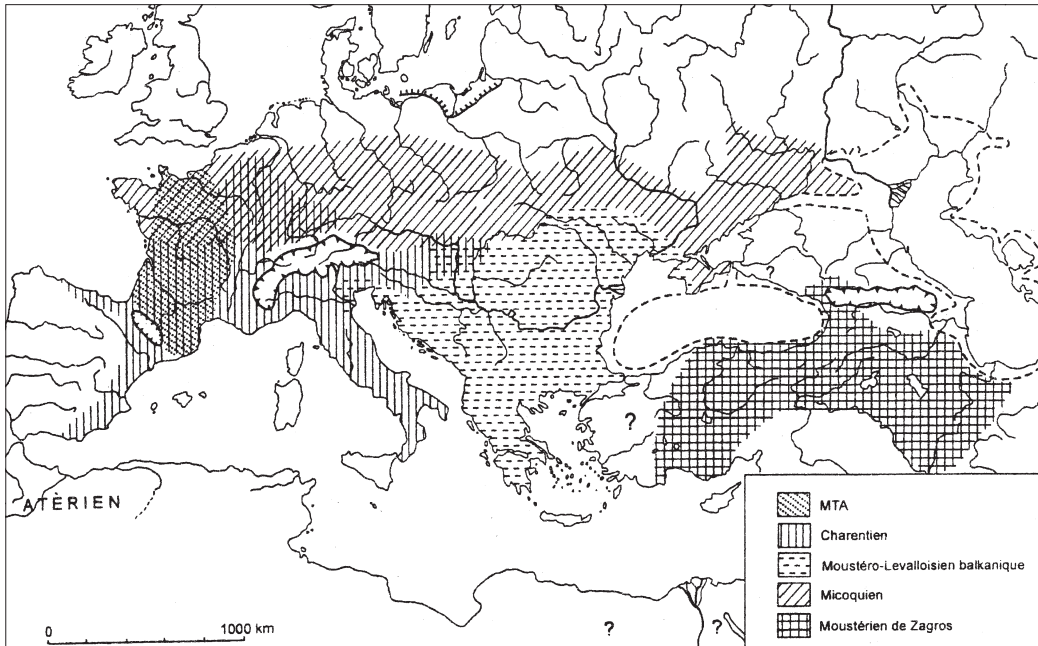 ?
ATÈRIEN
MTA
Charentien
Moustéro-Levalloisien balkanique
Micoquien
Moustérien de Zagros
0 1000 km
? ?